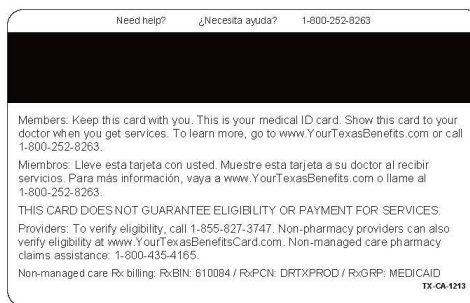 Need help? ¿Necesita ayuda? 1-800-252-8263
Members: Keep this card with you. This is your medical ID card. Show this card to your
doctor when you get services. To learn more, go to www.YourTexasBenefits.com or call
1-800-252-8263.
Miembros: Lleve esta tarjeta con usted. Muestre esta tarjeta a su doctor al recibir
servicios. Para más información, vaya a www.YourTexasBenefits.com o llame al
1-800-252-8263.
THIS CARD DOES NOT GUARANTEE ELIGIBILITY OR PAYMENT FOR SERVICES.
Providers: To verify eligibility, call 1-855-827-3747. Non-pharmacy providers can also
verify eligibility at www.YourTexasBenefitsCard.com. Non-managed care pharmacy
claims assistance: 1-800-435-4165.
Non-managed care Rx billing: RxBIN: 610084 / RxPCN: DRTXPROD / RxGRP: MEDICAID
TX-CA-1213